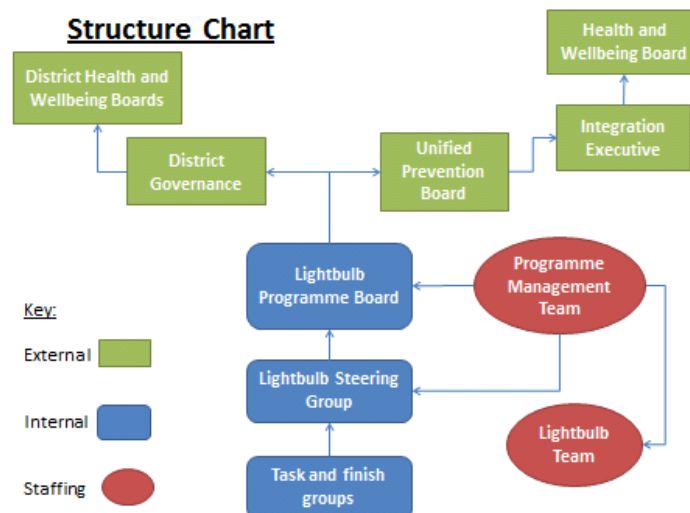 Structure Chart
Health and
Wellbeing Board
District Health and
Wellbeing Boards
District
Governance
Unified
Prevention
Board
Integration
Executive
Lightbulb
Programme Board
Programme
Management
Team
Key:
External
Lightbulb Steering
Group
Internal
Lightbulb
Team
Task and finish
groups
Staffing